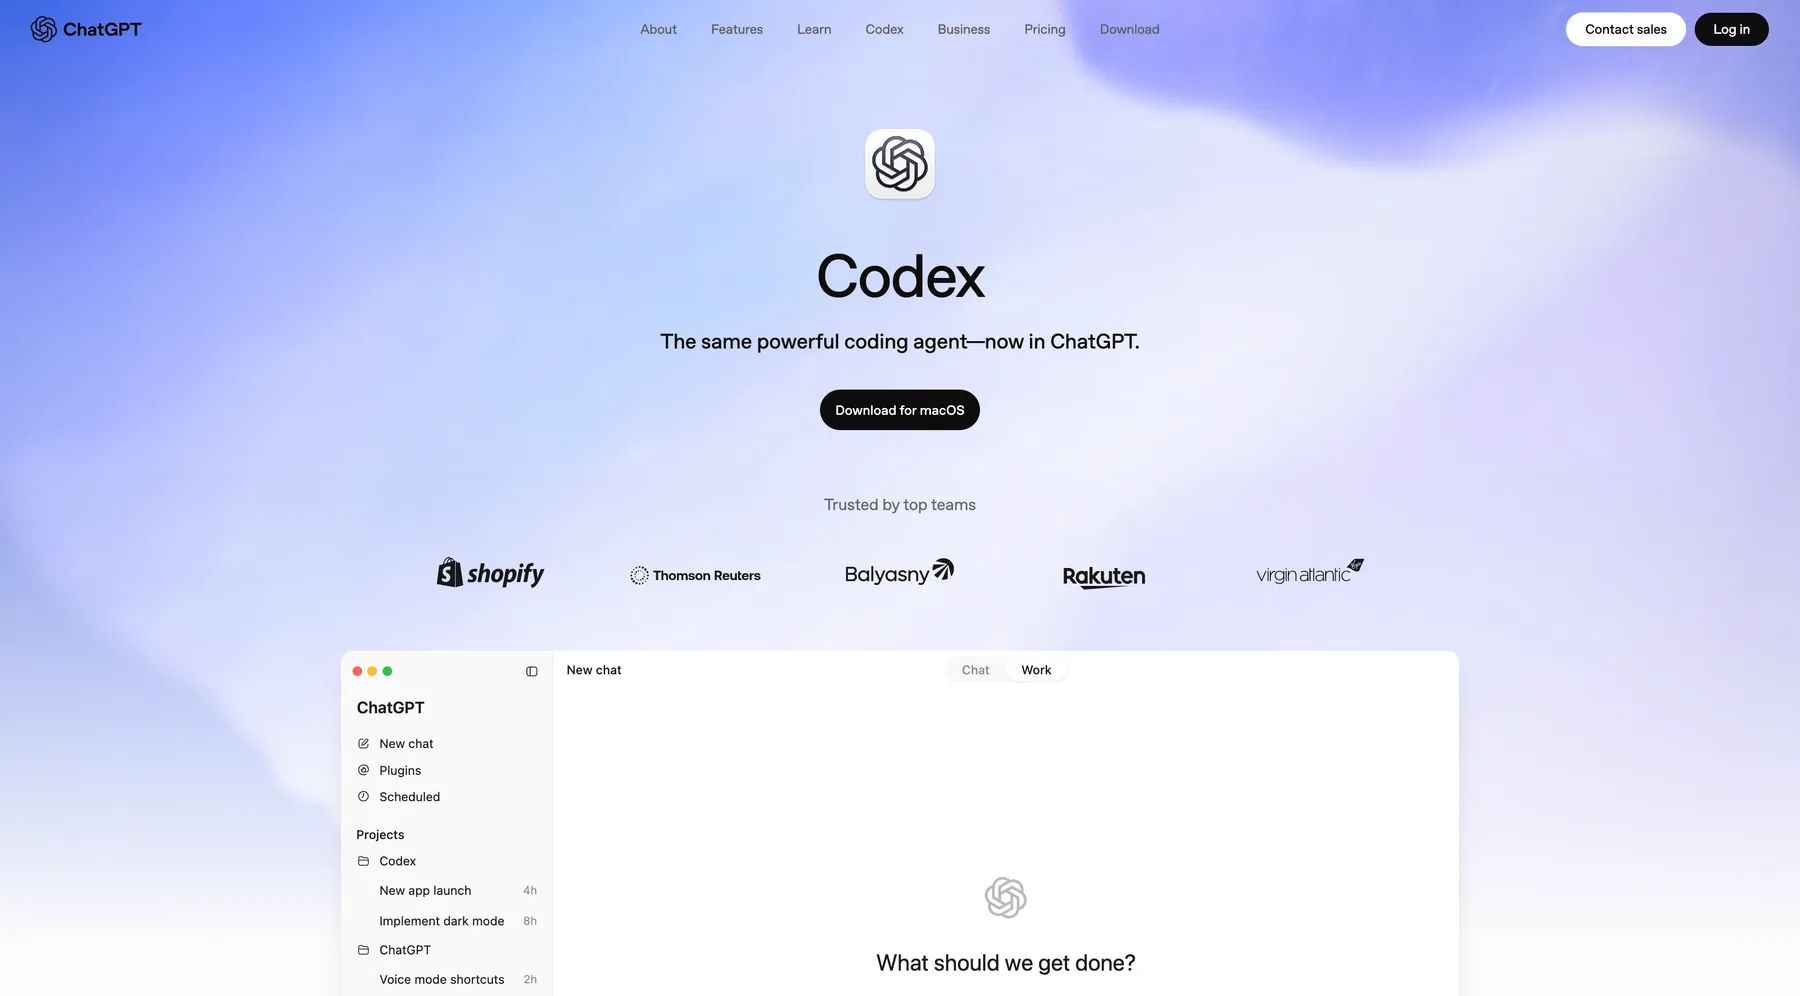 ChatGPT
About Features Learn Codex Business Pricing Download
Contact sales Log in
Codex
The same powerful coding agent—now in ChatGPT.
Download for macOS
Trusted by top teams
shopify Thomson Reuters Balyasny Rakuten virgin atlantic
New chat
Chat Work
ChatGPT
New chat
Plugins
Scheduled
Projects
Codex
New app launch 4h
Implement dark mode 8h
ChatGPT
Voice mode shortcuts 2h
What should we get done?